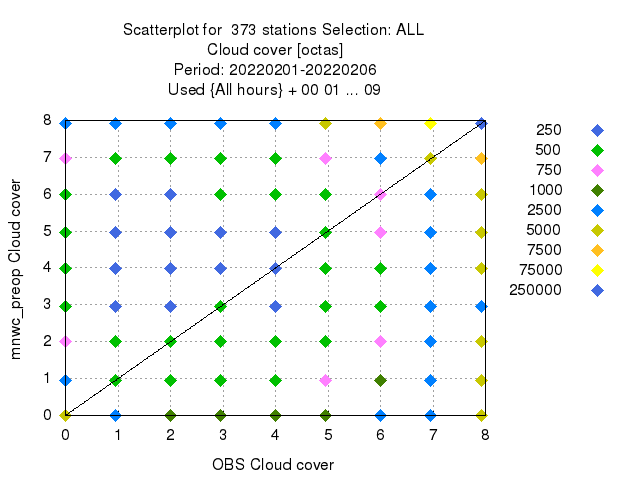 Scatterplot for 373 stations Selection: ALL
Cloud cover [octas]
Period: 20220201-20220206
Used {All hours} + 00 01 ... 09
8
7
6
5
4
3
2
1
0
mnwc_preop Cloud cover
0 1 2 3 4 5 6 7 8
OBS Cloud cover
250
500
750
1000
2500
5000
7500
75000
250000